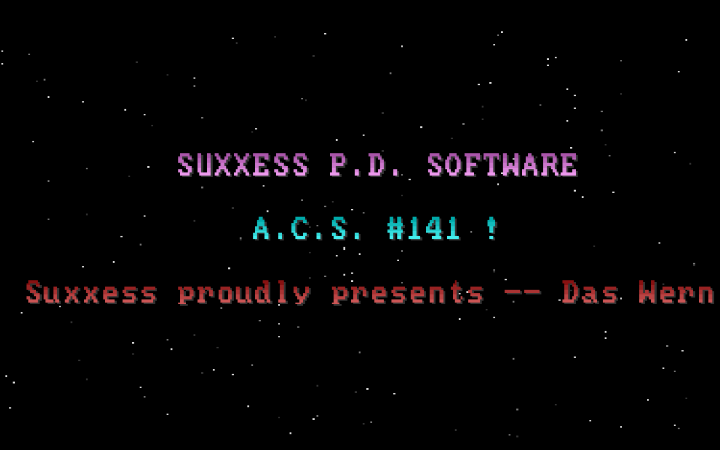 SUXXESS P.D. SOFTWARE
A.C.S. #141 !
Suxxess proudly presents -- Das Wern